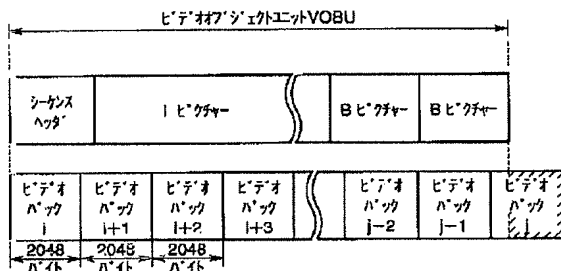 ビデオオブジェクトユニットVOBU
シーケンス
ヘッダ
I ピクチャー
Bピクチャー
Bピクチャー
ビデオ
パック
i
ビデオ
パック
i+1
ビデオ
パック
i+2
ビデオ
パック
i+3
ビデオ
パック
j-2
ビデオ
パック
j-1
ビデオ
パック
j
2048
バイト
2048
バイト
2048
バイト